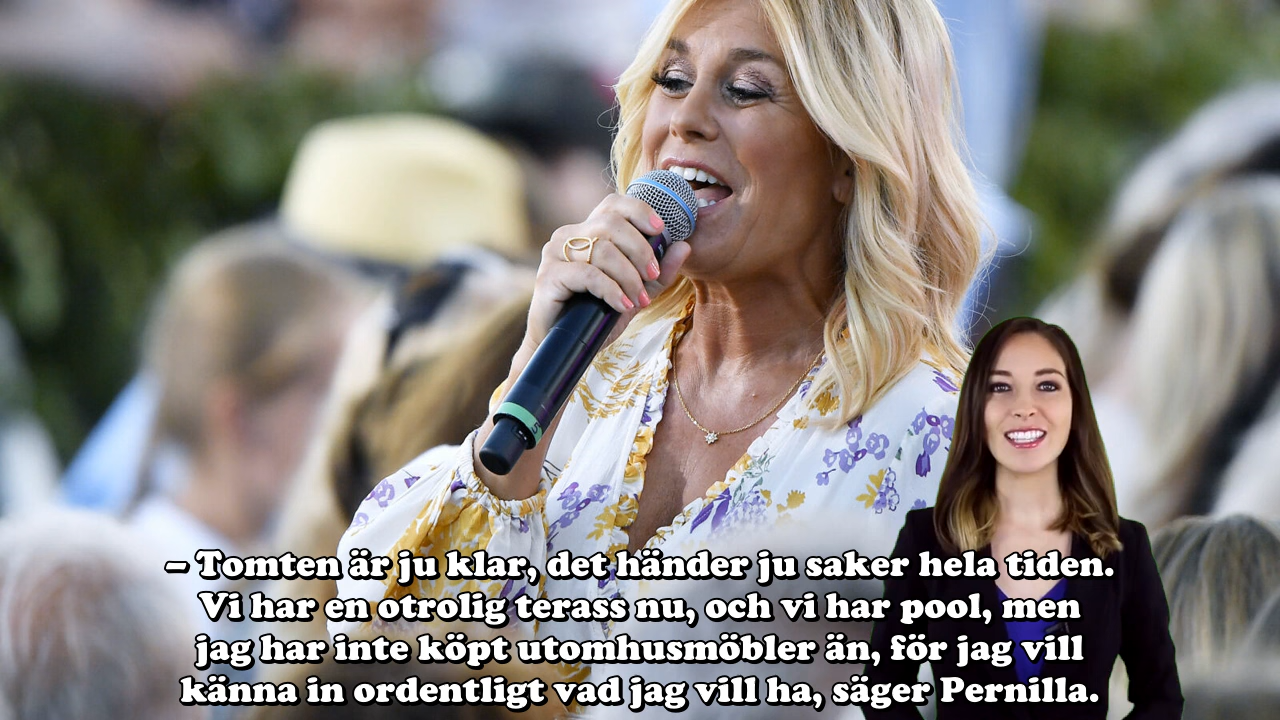 – Tomten är ju klar, det händer ju saker hela tiden.
Vi har en otrolig terass nu, och vi har pool, men
jag har inte köpt utomhusmöbler än, för jag vill
känna in ordentligt vad jag vill ha, säger Pernilla.